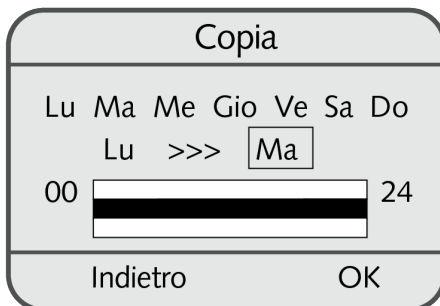 Copia
Lu Ma Me Gio Ve Sa Do
Lu >>> Ma
00 24
Indietro OK